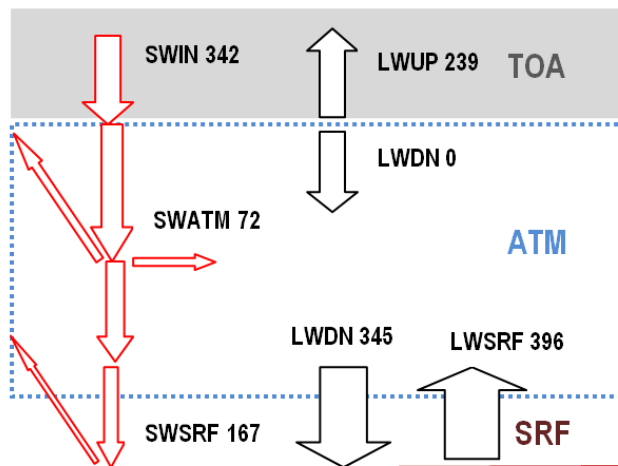 SWIN 342
LWUP 239
TOA
LWDN 0
SWATM 72
ATM
LWDN 345
LWSRF 396
SWSRF 167
SRF